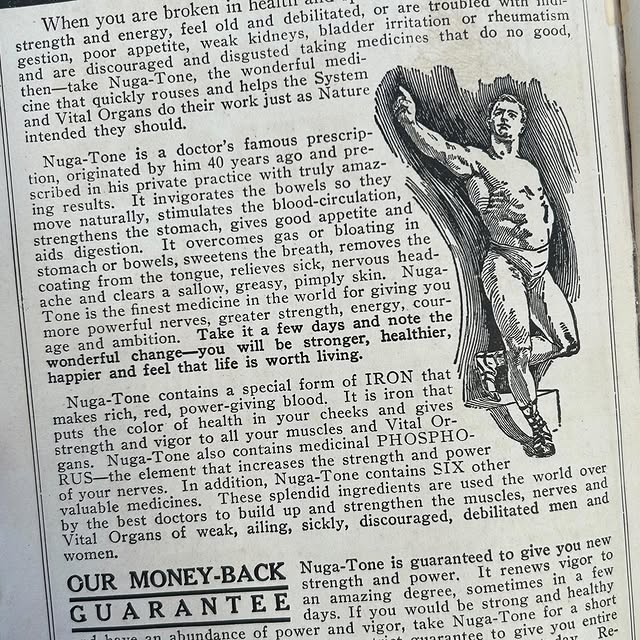 When you are broken in health and
strength and energy, feel old and debilitated, or are troubled with indi-
gestion, poor appetite, weak kidneys, bladder irritation or rheumatism
and are discouraged and disgusted taking medicines that do no good,
then—take Nuga-Tone, the wonderful medi-
cine that quickly rouses and helps the System
and Vital Organs do their work just as Nature
intended they should.
Nuga-Tone is a doctor's famous prescrip-
tion, originated by him 40 years ago and pre-
scribed in his private practice with truly amaz-
ing results. It invigorates the bowels so they
move naturally, stimulates the blood-circulation,
strengthens the stomach, gives good appetite and
aids digestion. It overcomes gas or bloating in
stomach or bowels, sweetens the breath, removes the
coating from the tongue, relieves sick, nervous head-
ache and clears a sallow, greasy, pimply skin. Nuga-
Tone is the finest medicine in the world for giving you
more powerful nerves, greater strength, energy, cour-
age and ambition. Take it a few days and note the
wonderful change—you will be stronger, healthier,
happier and feel that life is worth living.
Nuga-Tone contains a special form of IRON that
makes rich, red, power-giving blood. It is iron that
puts the color of health in your cheeks and gives
strength and vigor to all your muscles and Vital Or-
gans. Nuga-Tone also contains medicinal PHOSPHO-
RUS—the element that increases the strength and power
of your nerves. In addition, Nuga-Tone contains SIX other
valuable medicines. These splendid ingredients are used the world over
by the best doctors to build up and strengthen the muscles, nerves and
Vital Organs of weak, ailing, sickly, discouraged, debilitated men and
women.
OUR MONEY-BACK
GUARANTEE
Nuga-Tone is guaranteed to give you new
strength and power. It renews vigor to
an amazing degree, sometimes in a few
days. If you would be strong and healthy
and have an abundance of power and vigor, take Nuga-Tone for a short
guarantee to give you entire
Re-